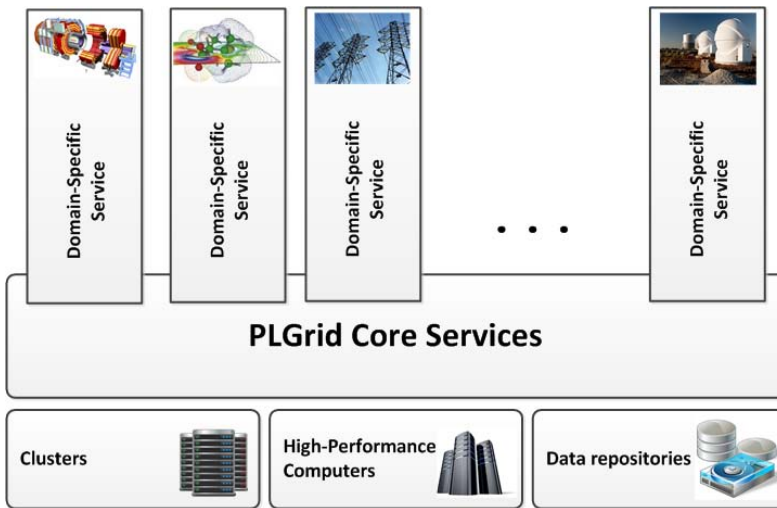 Domain-Specific
Service
Domain-Specific
Service
Domain-Specific
Service
. . .
Domain-Specific
Service
PLGrid Core Services
Clusters
High-Performance
Computers
Data repositories